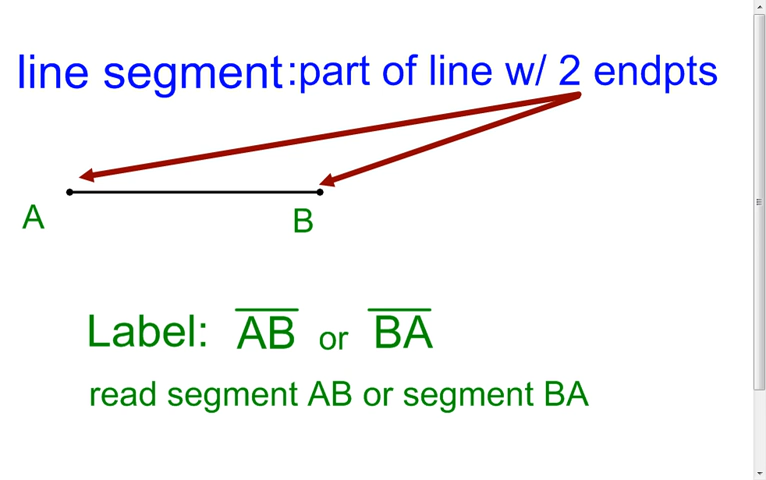 line segment:part of line w/ 2 endpts
A B
Label: AB or BA
read segment AB or segment BA